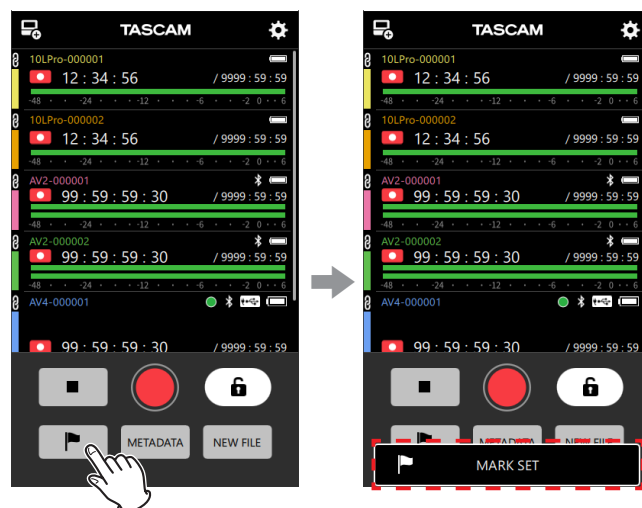 TASCAM
10LPro-000001
12 : 34 : 56 / 9999 : 59 : 59
-48 · · -24 · · -12 · · -6 · · -2 0 · · 6
10LPro-000002
12 : 34 : 56 / 9999 : 59 : 59
-48 · · -24 · · -12 · · -6 · · -2 0 · · 6
AV2-000001
99 : 59 : 59 : 30 / 9999 : 59 : 59
-48 · · -24 · · -12 · · -6 · · -2 0 · · 6
AV2-000002
99 : 59 : 59 : 30 / 9999 : 59 : 59
-48 · · -24 · · -12 · · -6 · · -2 0 · · 6
AV4-000001
99 : 59 : 59 : 30 / 9999 : 59 : 59
METADATA NEW FILE
TASCAM
10LPro-000001
12 : 34 : 56 / 9999 : 59 : 59
-48 · · -24 · · -12 · · -6 · · -2 0 · · 6
10LPro-000002
12 : 34 : 56 / 9999 : 59 : 59
-48 · · -24 · · -12 · · -6 · · -2 0 · · 6
AV2-000001
99 : 59 : 59 : 30 / 9999 : 59 : 59
-48 · · -24 · · -12 · · -6 · · -2 0 · · 6
AV2-000002
99 : 59 : 59 : 30 / 9999 : 59 : 59
-48 · · -24 · · -12 · · -6 · · -2 0 · · 6
AV4-000001
99 : 59 : 59 : 30 / 9999 : 59 : 59
METADATA NEW FILE
MARK SET